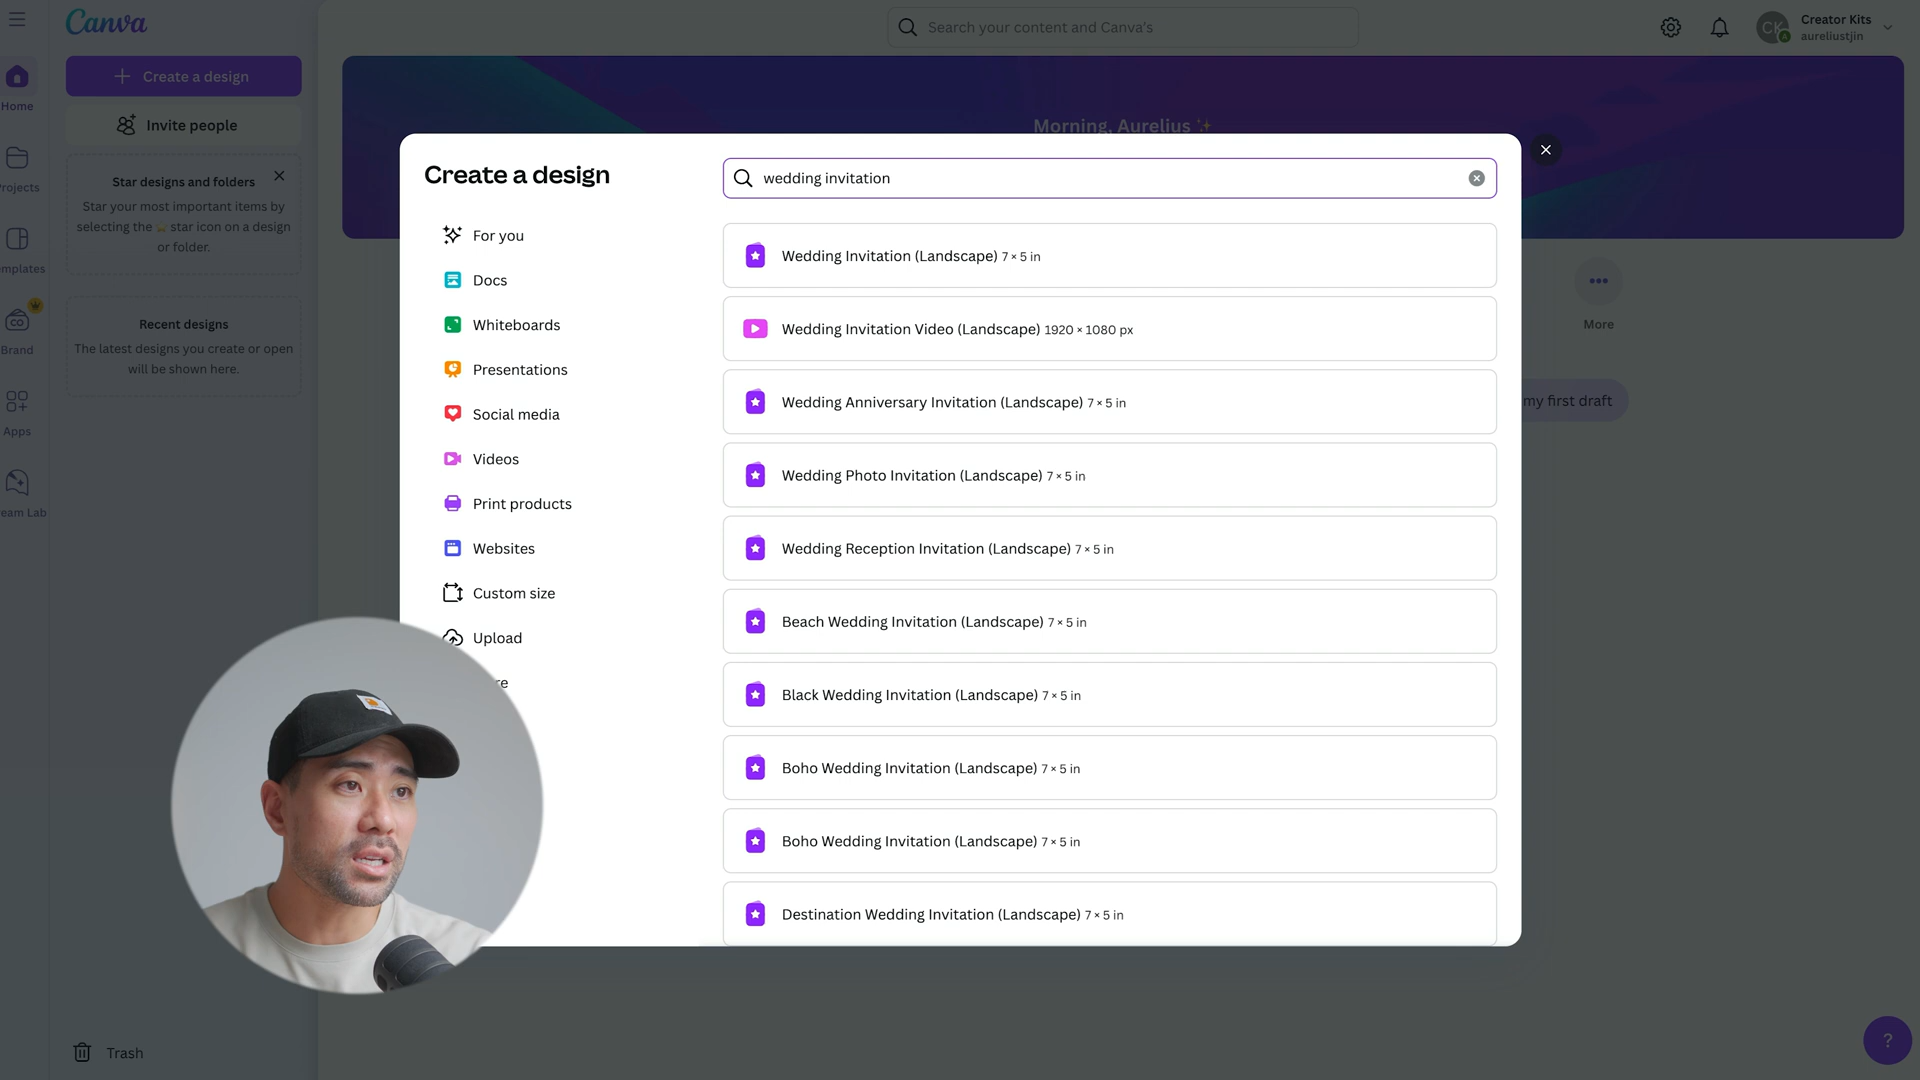 Canva
Search your content and Canva's
Creator Kits
CK
aureliustjin
Create a design
Home
Invite people
Morning, Aurelius
Projects
Star designs and folders
Star your most important items by
selecting the ⭐ star icon on a design
or folder.
mplates
Recent designs
The latest designs you create or open
will be shown here.
CO
Brand
Apps
eam Lab
Trash
More
my first draft
?
Create a design
wedding invitation
For you
Docs
Whiteboards
Presentations
Social media
Videos
Print products
Websites
Custom size
Upload
re
Wedding Invitation (Landscape) 7 × 5 in
Wedding Invitation Video (Landscape) 1920 × 1080 px
Wedding Anniversary Invitation (Landscape) 7 × 5 in
Wedding Photo Invitation (Landscape) 7 × 5 in
Wedding Reception Invitation (Landscape) 7 × 5 in
Beach Wedding Invitation (Landscape) 7 × 5 in
Black Wedding Invitation (Landscape) 7 × 5 in
Boho Wedding Invitation (Landscape) 7 × 5 in
Boho Wedding Invitation (Landscape) 7 × 5 in
Destination Wedding Invitation (Landscape) 7 × 5 in